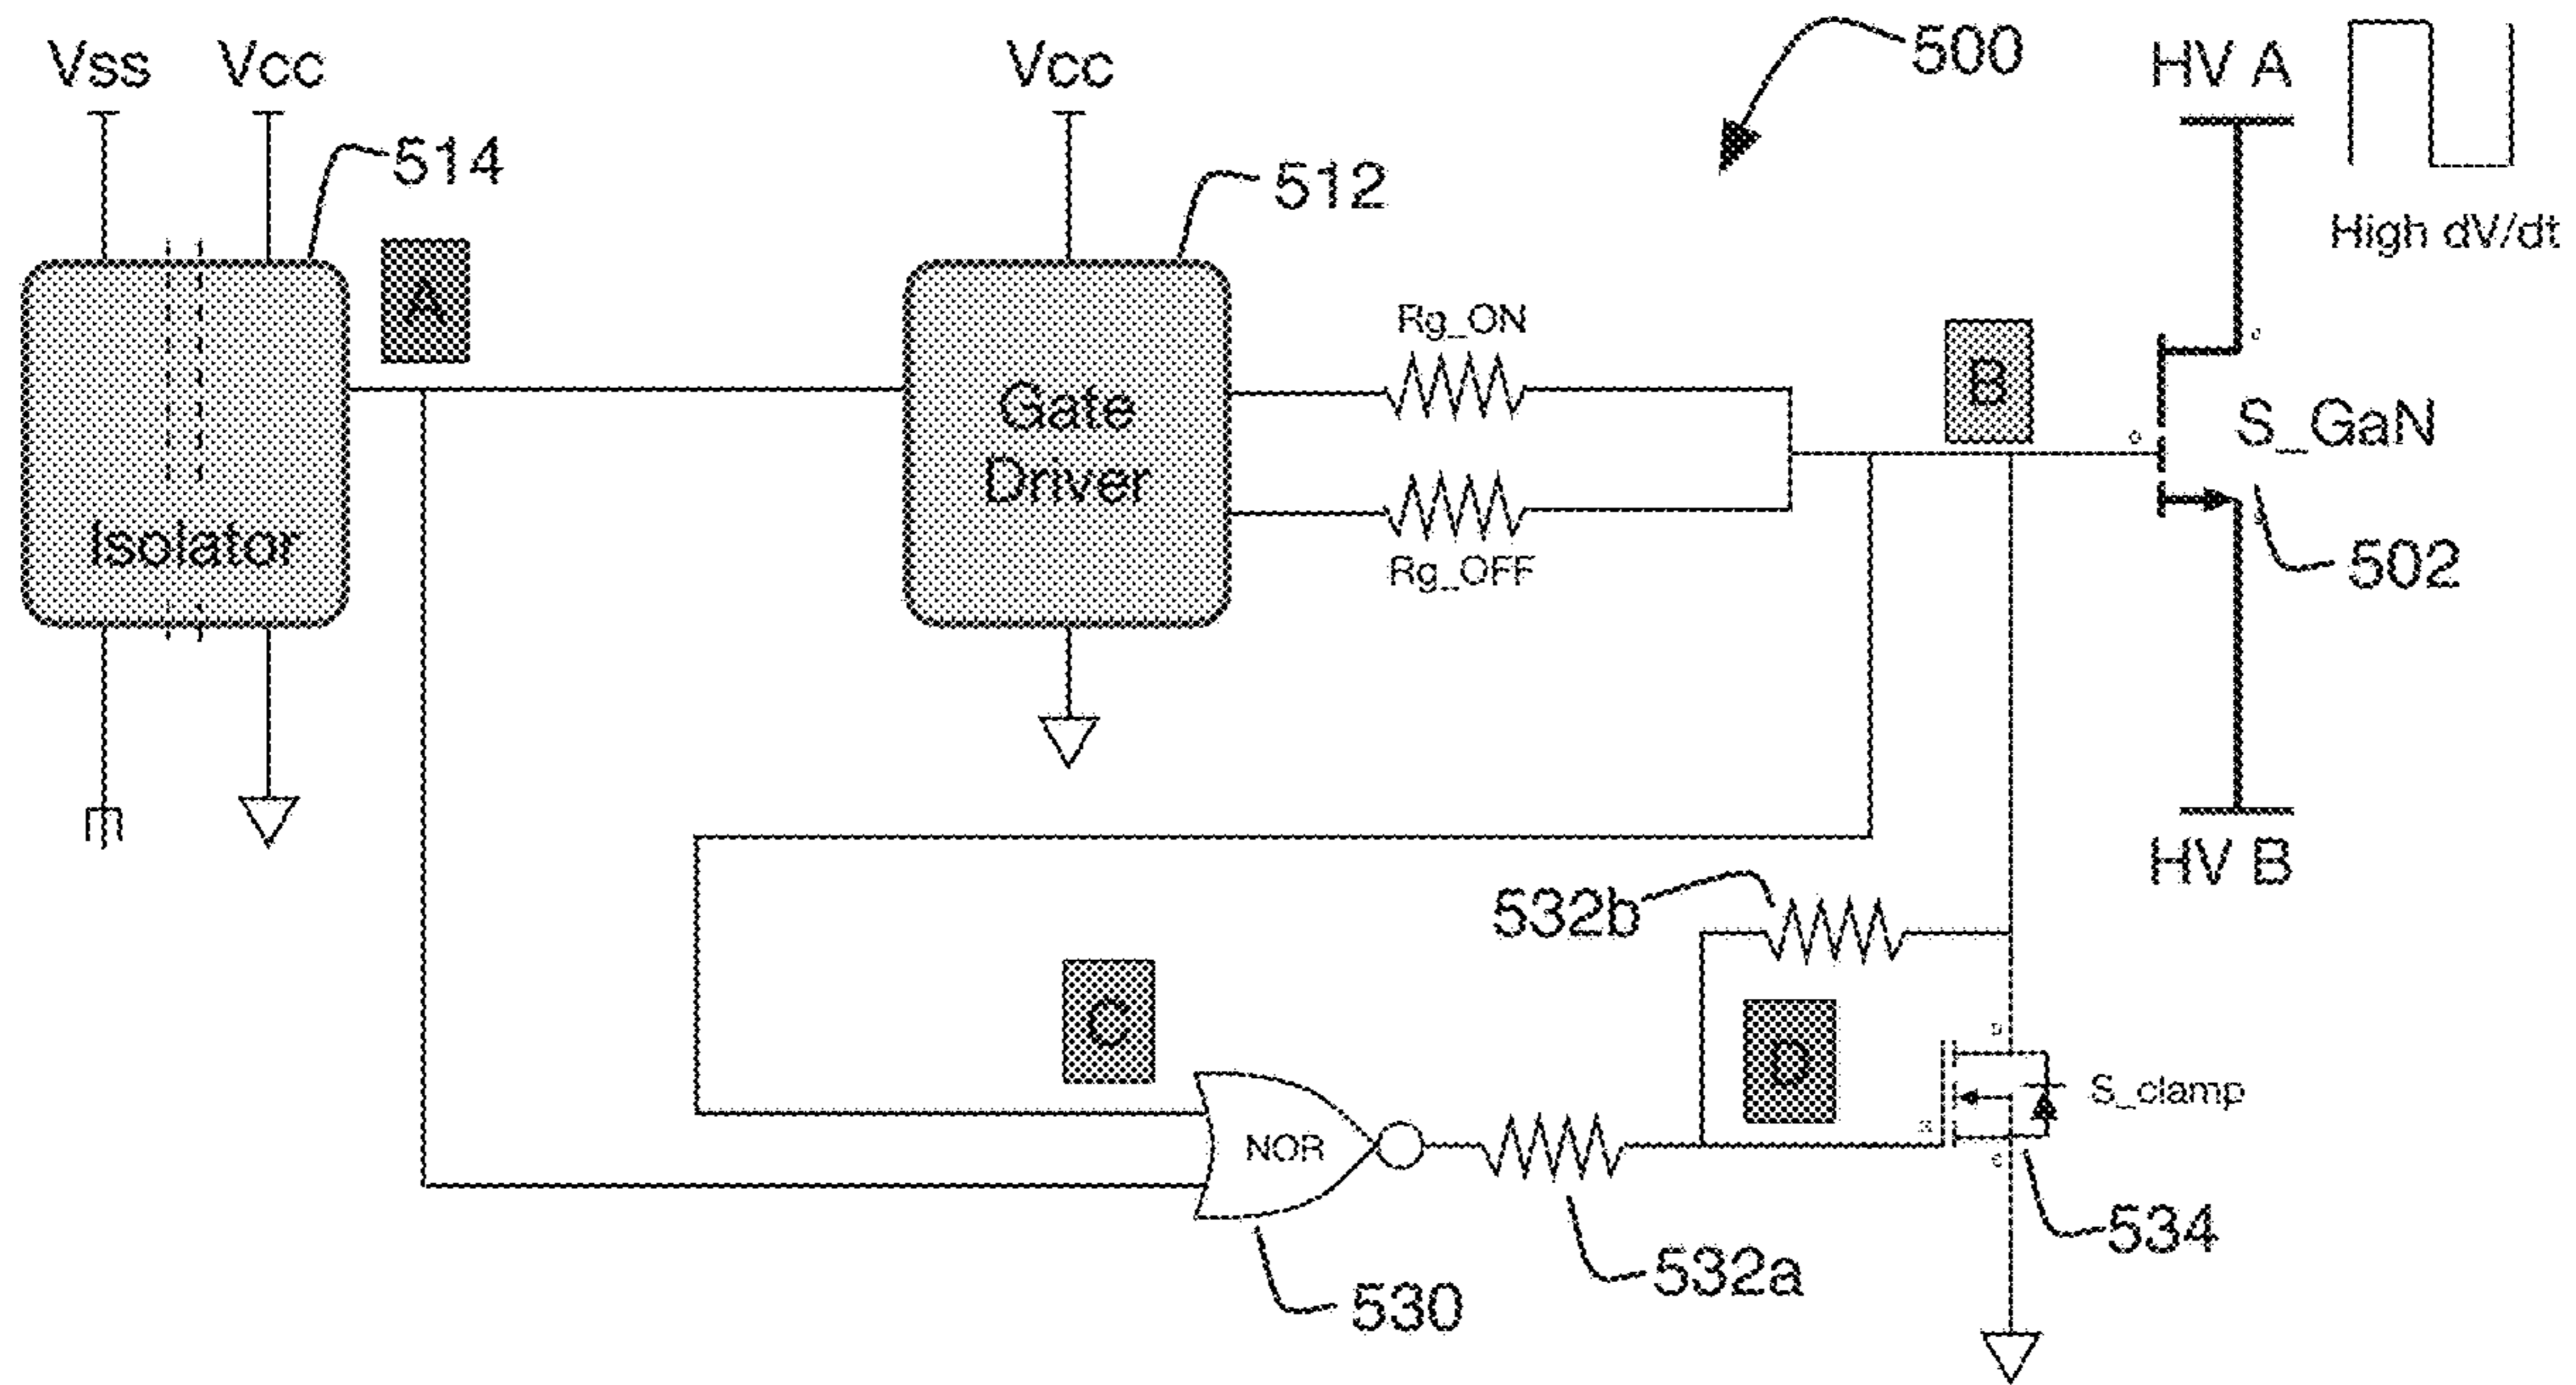 Vss
Vcc
Vcc
500
HV A
514
512
High dV/dt
A
Rg_ON
B
Gate
Driver
S_GaN
Isolator
Rg_OFF
502
HV B
532b
C
D
S_clamp
NOR
534
532a
530